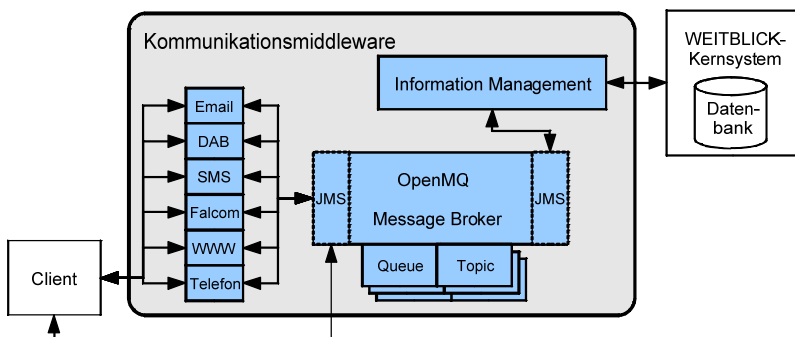 Kommunikationsmiddleware
WEITBLICK-
Kernsystem
Daten-
bank
Information Management
Email
DAB
SMS
Falcom
WWW
Telefon
JMS
OpenMQ
Message Broker
JMS
Queue
Topic
Client